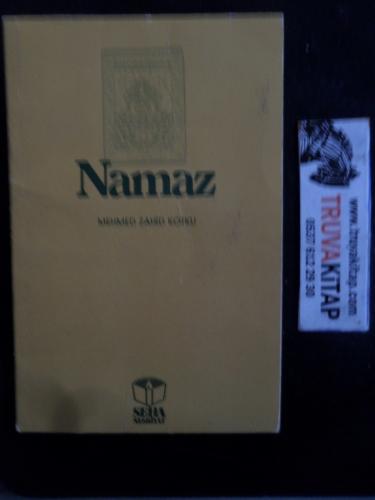 Namaz
MEHMED ZAHİD KOTKU
SEHA
NEŞRİYAT
www.truvakitap.com
TRUVAKİTAP
0537 612 29 30